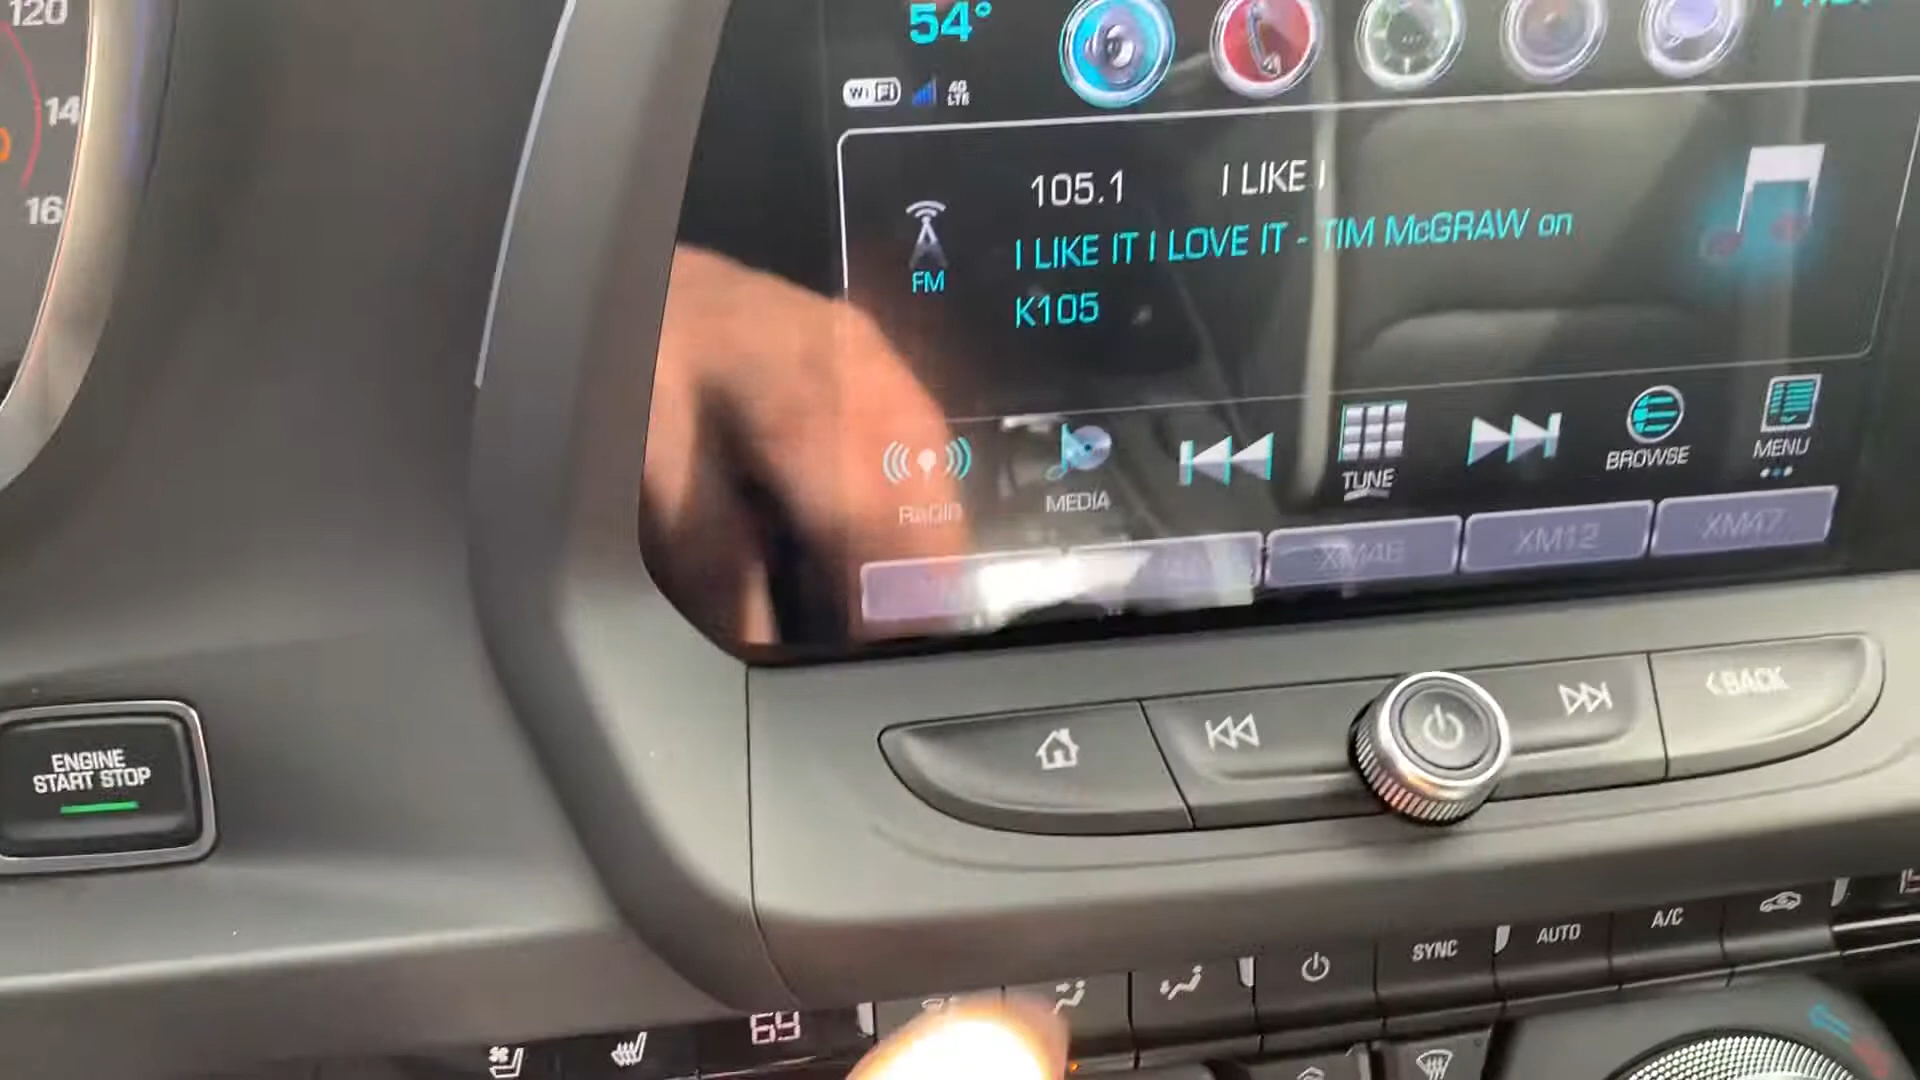 120
14
16
54°
WiFi
4G
LTE
105.1 I LIKE I
I LIKE IT I LOVE IT - TIM McGRAW on
K105
FM
RADIO
MEDIA
TUNE
BROWSE
MENU
XM46
XM12
XM47
<BACK
ENGINE
START STOP
SYNC
AUTO
A/C
69